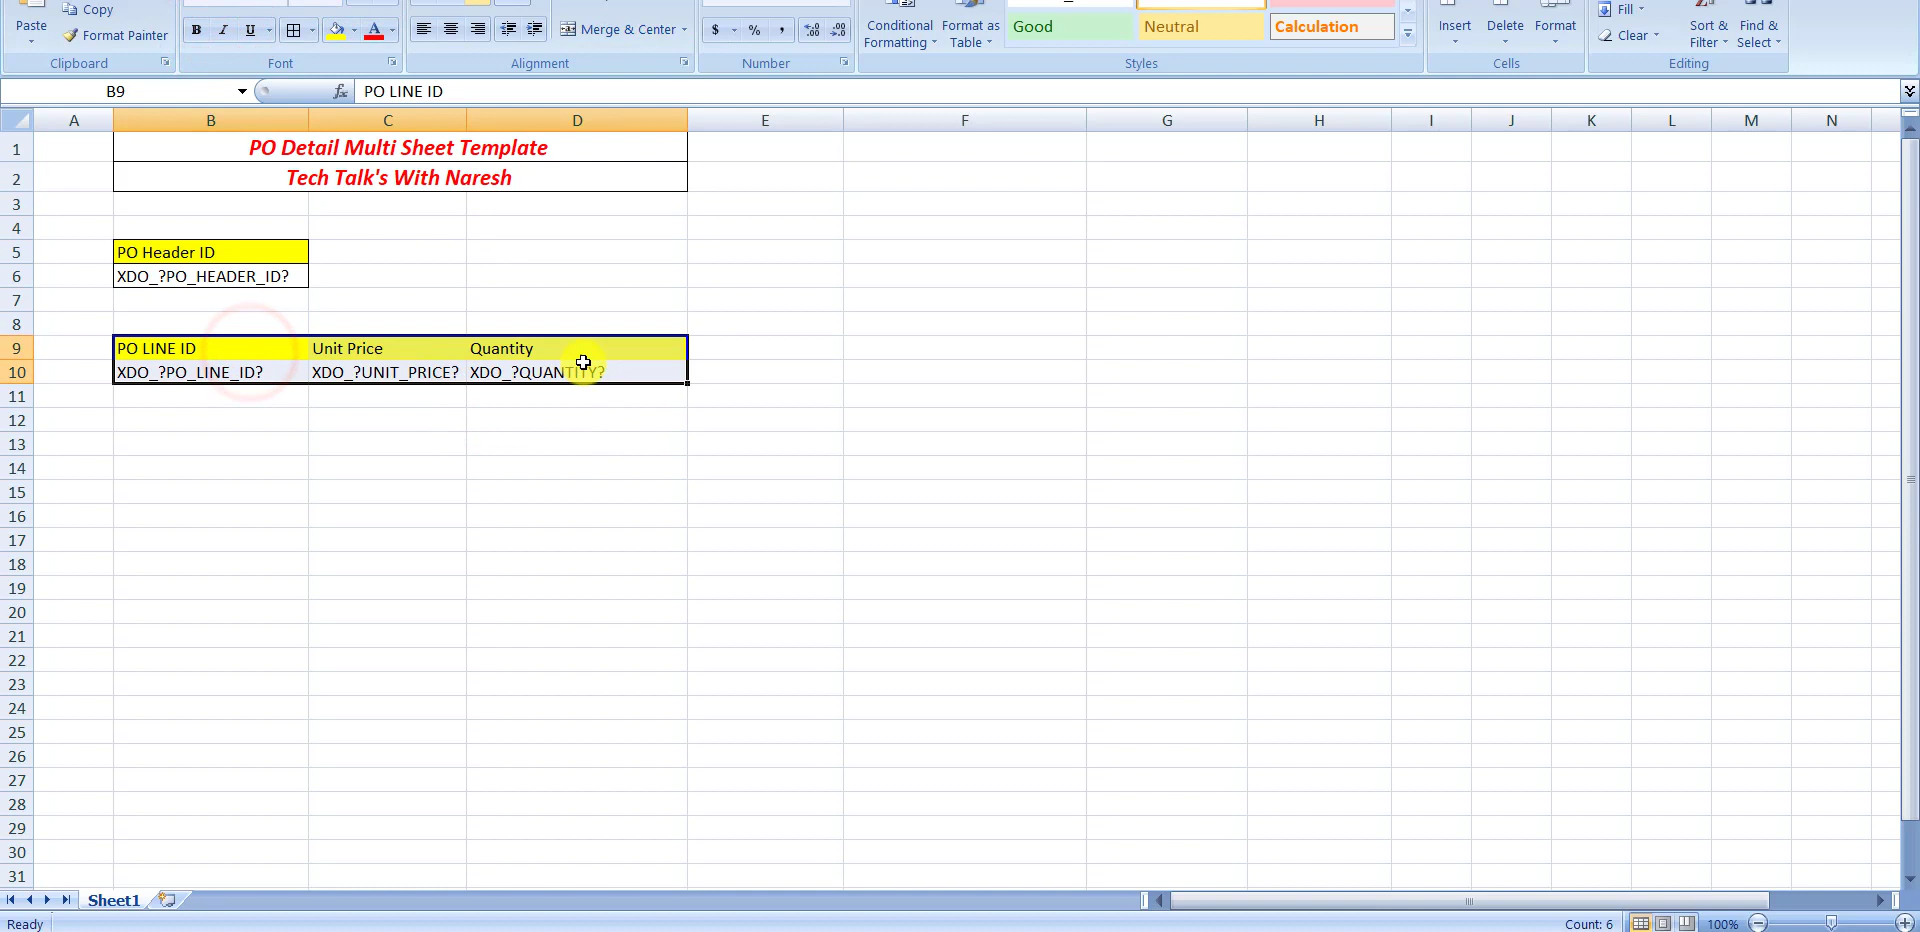 Paste
Copy
Format Painter
Clipboard
B I U
A
Font
Merge & Center
Alignment
$ % ,
.00 .0
Number
Conditional
Formatting
Format as
Table
Good
Neutral
Calculation
Styles
Insert
Delete
Format
Cells
Fill
Clear
Sort &
Filter
Find &
Select
Editing
B9
fx
PO LINE ID
A B C D E F G H I J K L M N
1 PO Detail Multi Sheet Template
2 Tech Talk's With Naresh
3
4
5 PO Header ID
6 XDO_?PO_HEADER_ID?
7
8
9 PO LINE ID Unit Price Quantity
10 XDO_?PO_LINE_ID? XDO_?UNIT_PRICE? XDO_?QUANTITY?
11
12
13
14
15
16
17
18
19
20
21
22
23
24
25
26
27
28
29
30
31
Sheet1
Ready
Count: 6
100%